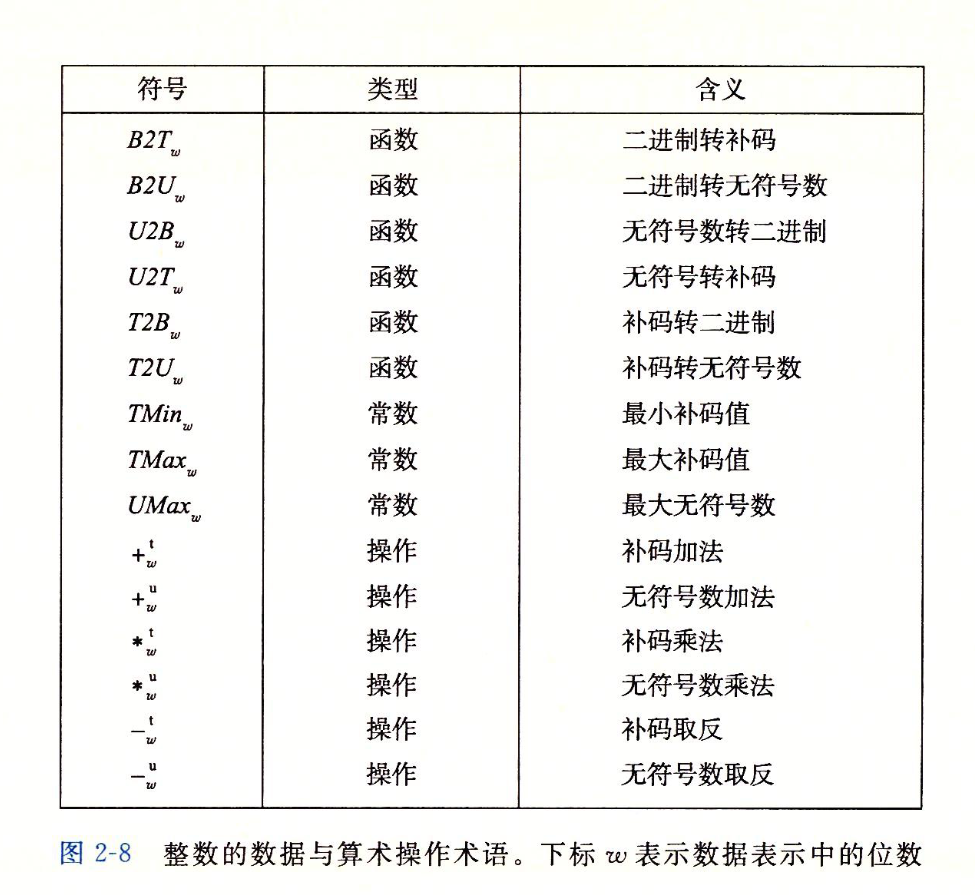 符号 类型 含义
B2T_w 函数 二进制转补码
B2U_w 函数 二进制转无符号数
U2B_w 函数 无符号数转二进制
U2T_w 函数 无符号转补码
T2B_w 函数 补码转二进制
T2U_w 函数 补码转无符号数
TMin_w 常数 最小补码值
TMax_w 常数 最大补码值
UMax_w 常数 最大无符号数
+^t_w 操作 补码加法
+^u_w 操作 无符号数加法
*^t_w 操作 补码乘法
*^u_w 操作 无符号数乘法
-^t_w 操作 补码取反
-^u_w 操作 无符号数取反
图 2-8 整数的数据与算术操作术语。下标 w 表示数据表示中的位数